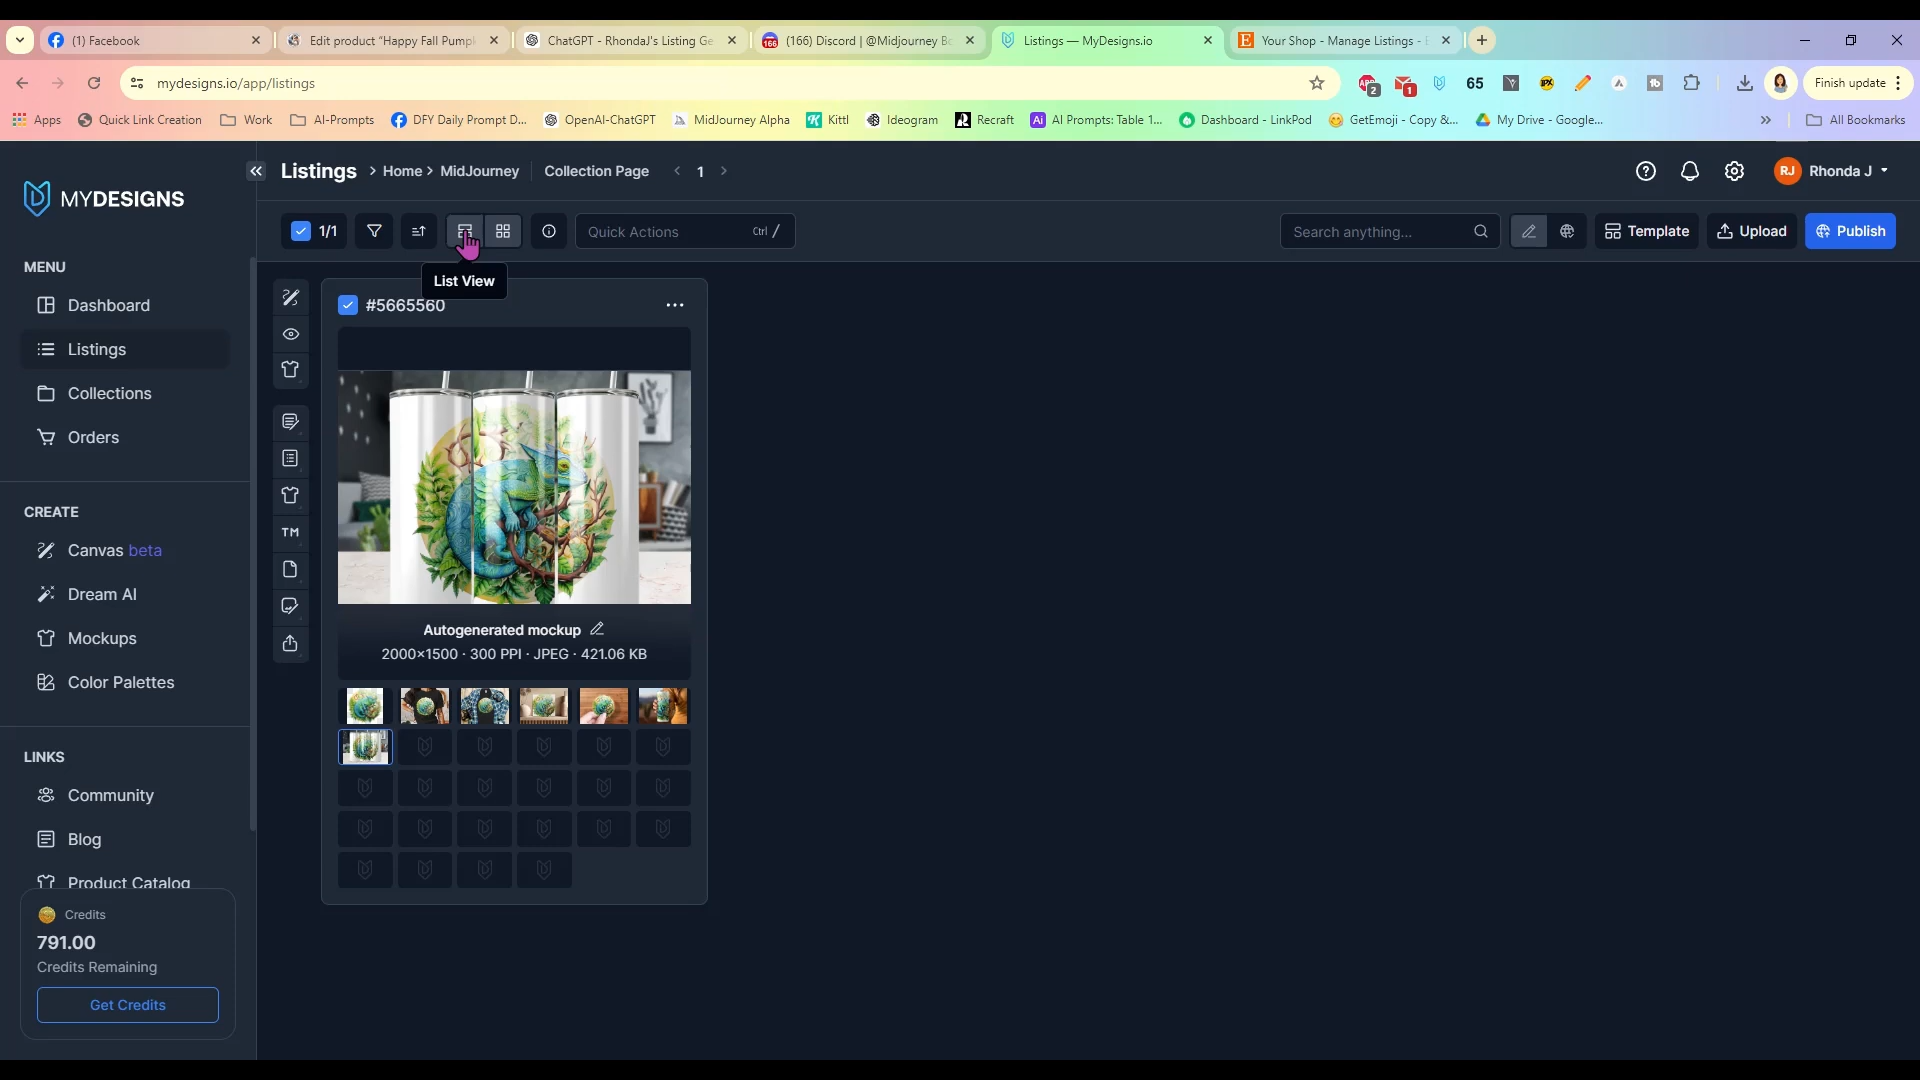 (1) Facebook
Edit product "Happy Fall Pump
ChatGPT - RhondaJ's Listing Ge
(166) Discord | @Midjourney Bo
Listings — MyDesigns.io
Your Shop - Manage Listings -
mydesigns.io/app/listings
2
1
65
Finish update
Apps
Quick Link Creation
Work
AI-Prompts
DFY Daily Prompt D...
OpenAI-ChatGPT
MidJourney Alpha
Kittl
Ideogram
Recraft
AI Prompts: Table 1...
Dashboard - LinkPod
GetEmoji - Copy &...
My Drive - Google...
All Bookmarks
MYDESIGNS
Listings
Home
MidJourney
Collection Page
1
RJ
Rhonda J
1/1
Quick Actions
Ctrl /
Search anything...
Template
Upload
Publish
List View
MENU
Dashboard
Listings
Collections
Orders
CREATE
Canvas beta
Dream AI
Mockups
Color Palettes
LINKS
Community
Blog
Product Catalog
Credits
791.00
Credits Remaining
Get Credits
TM
#5665560
Autogenerated mockup
2000×1500 · 300 PPI · JPEG · 421.06 KB